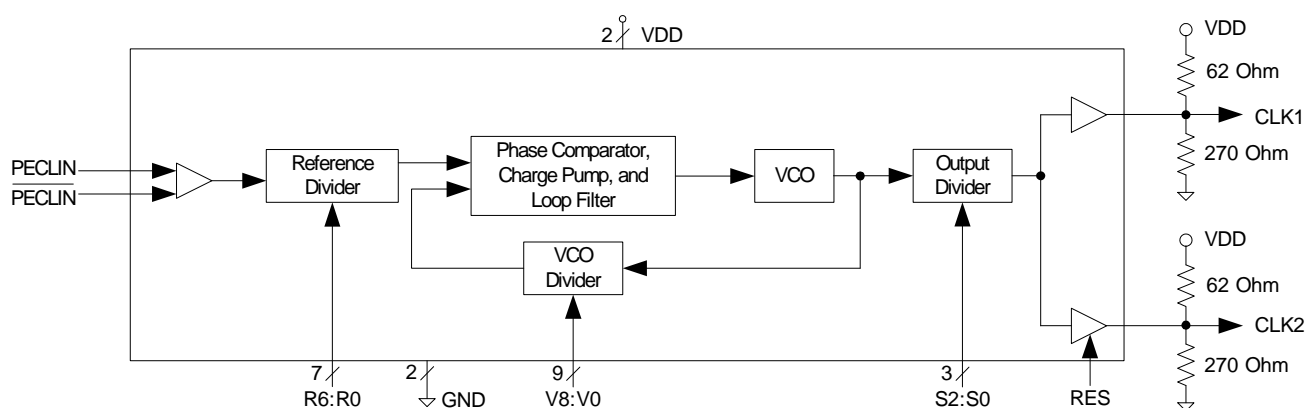 2 VDD
VDD
62 Ohm
CLK1
270 Ohm
PECLIN
PECLIN
Reference
Divider
Phase Comparator,
Charge Pump, and
Loop Filter
VCO
Output
Divider
VCO
Divider
VDD
62 Ohm
CLK2
270 Ohm
7
R6:R0
2
GND
9
V8:V0
3
S2:S0
RES